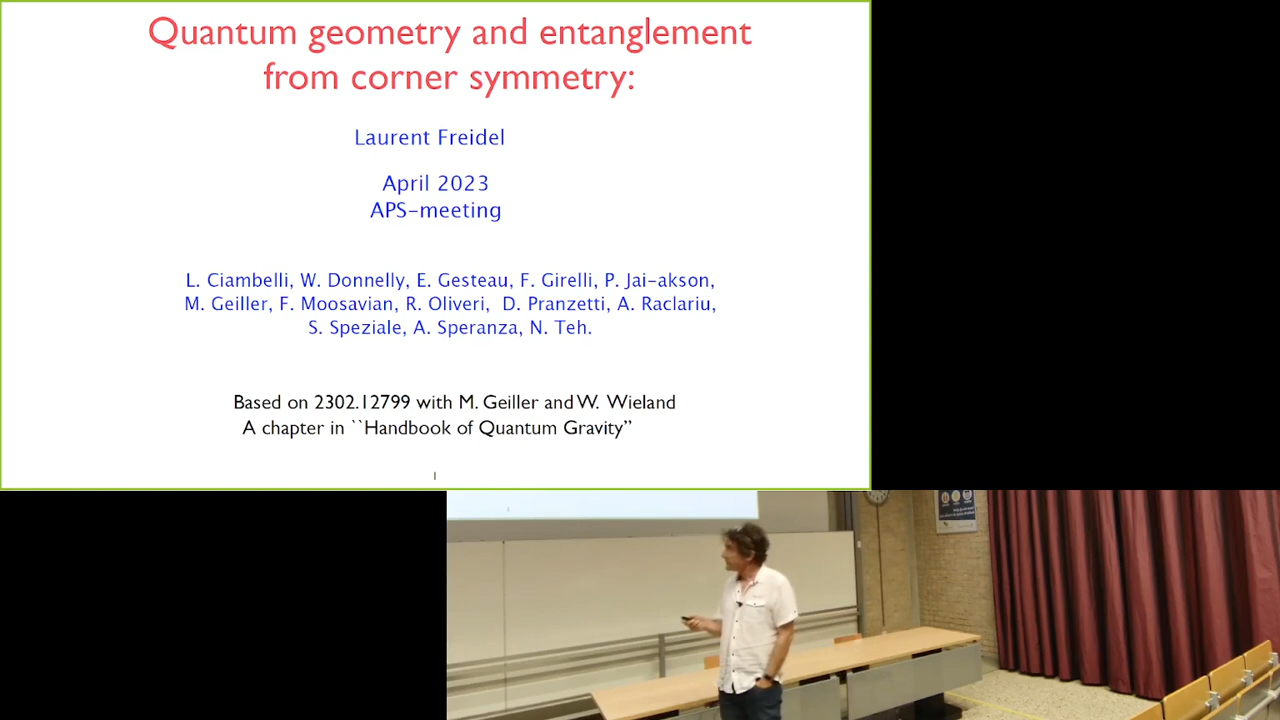 Quantum geometry and entanglement
from corner symmetry:
Laurent Freidel
April 2023
APS-meeting
L. Ciambelli, W. Donnelly, E. Gesteau, F. Girelli, P. Jai-akson,
M. Geiller, F. Moosavian, R. Oliveri, D. Pranzetti, A. Raclariu,
S. Speziale, A. Speranza, N. Teh.
Based on 2302.12799 with M. Geiller and W. Wieland
A chapter in ``Handbook of Quantum Gravity”
1